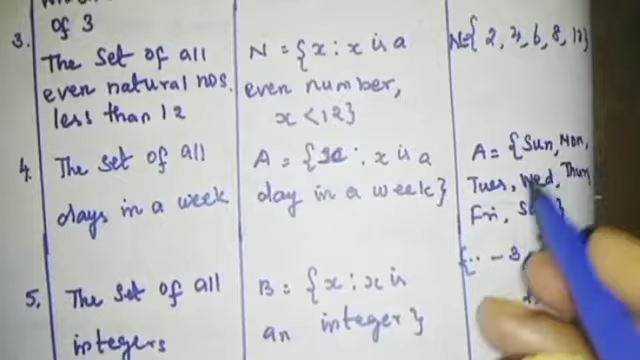 of 3
3. The set of all
even natural nos.
less than 12
N = {x : x is a
even number,
x < 12}
N = { 2, 4, 6, 8, 10}
4. The set of all
days in a week
A = {x : x is a
day in a week}
A = {Sun, Mon,
Tues, Wed, Thurs
Fri, }
5. The set of all
integers
B = {x : x is
an integer}
{.. -3